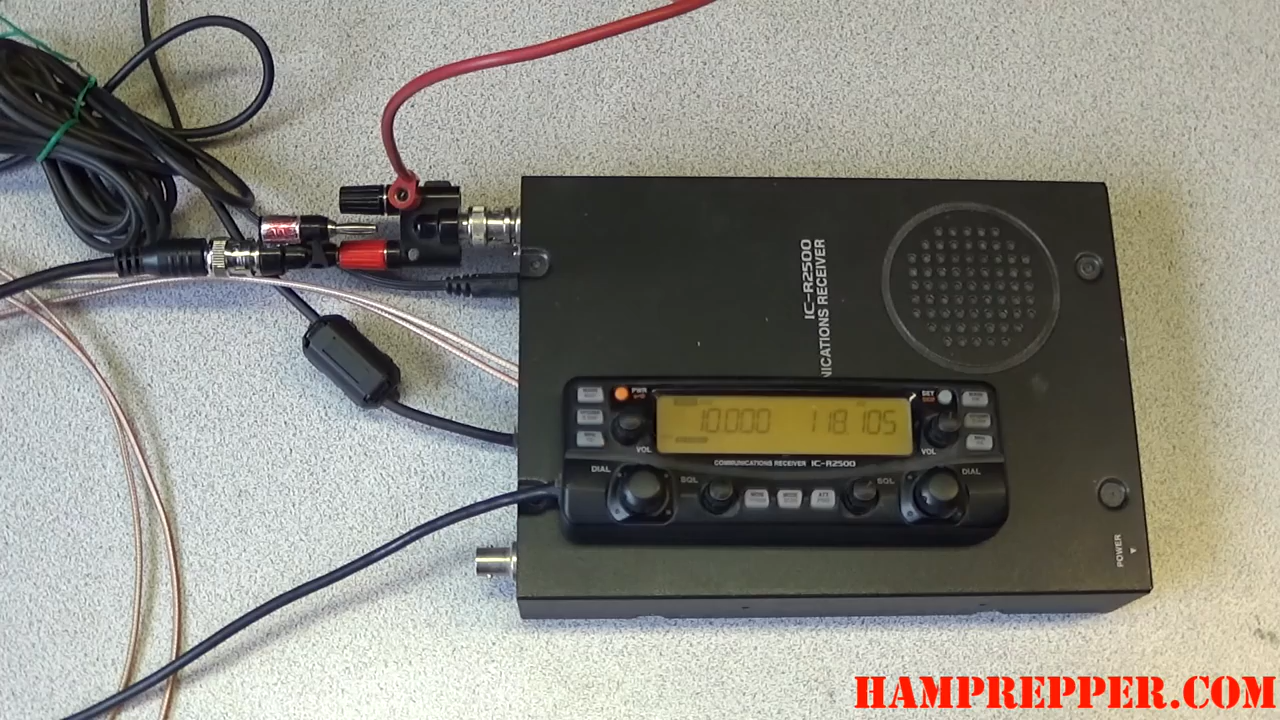 IC-R2500
NICATIONS RECEIVER
PWR
SET
10.000 118.105
VOL
VOL
COMMUNICATIONS RECEIVER IC-R2500
DIAL
SQL
SQL
DIAL
MODE
ATT
POWER
HAMPREPPER.COM